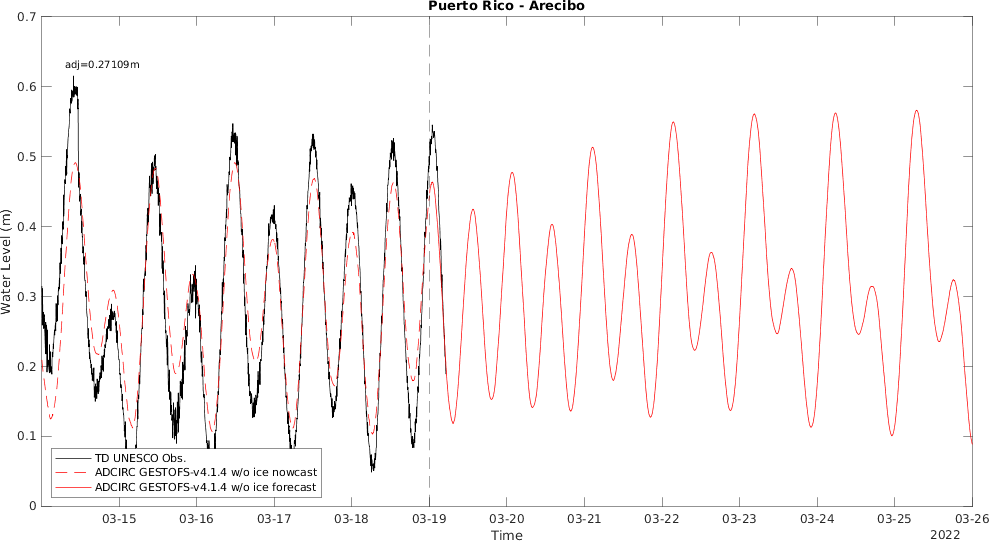 Puerto Rico - Arecibo
adj=0.27109m
Water Level (m)
0.7
0.6
0.5
0.4
0.3
0.2
0.1
0
TD UNESCO Obs.
ADCIRC GESTOFS-v4.1.4 w/o ice nowcast
ADCIRC GESTOFS-v4.1.4 w/o ice forecast
03-15 03-16 03-17 03-18 03-19 03-20 03-21 03-22 03-23 03-24 03-25 03-26
Time
2022